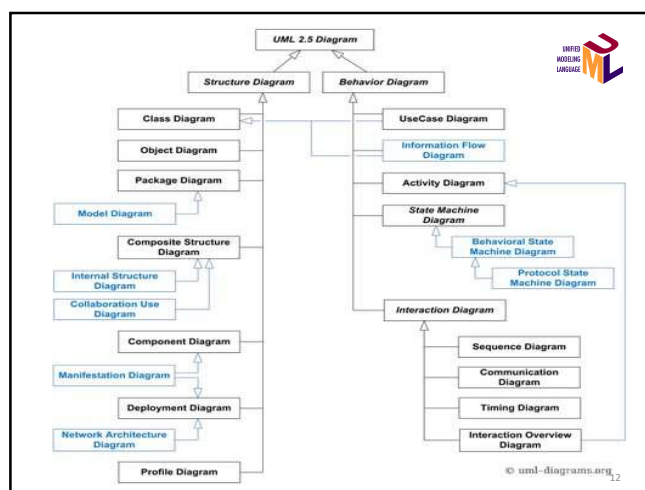 UML 2.5 Diagram
UNIFIED
MODELING
LANGUAGE
UML
Structure Diagram
Behavior Diagram
Class Diagram
UseCase Diagram
Object Diagram
Information Flow
Diagram
Package Diagram
Activity Diagram
Model Diagram
State Machine
Diagram
Composite Structure
Diagram
Behavioral State
Machine Diagram
Internal Structure
Diagram
Protocol State
Machine Diagram
Collaboration Use
Diagram
Interaction Diagram
Component Diagram
Sequence Diagram
Manifestation Diagram
Communication
Diagram
Deployment Diagram
Timing Diagram
Network Architecture
Diagram
Interaction Overview
Diagram
Profile Diagram
© uml-diagrams.org
12